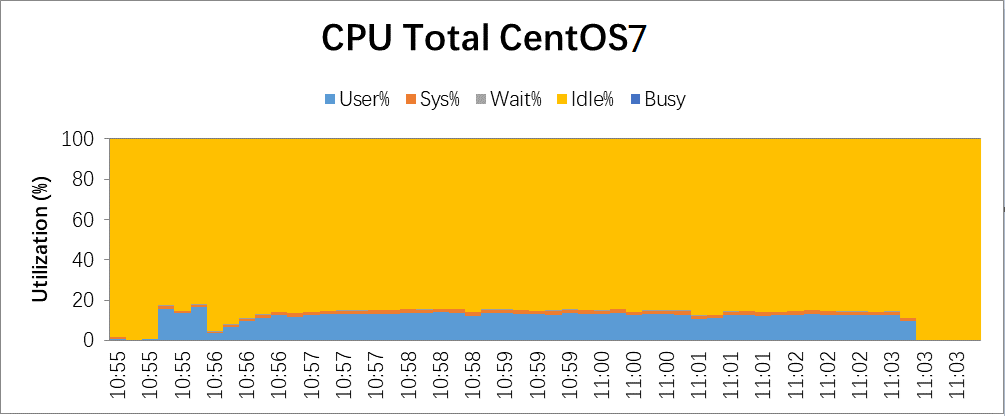 CPU Total CentOS7
User% Sys% Wait% Idle% Busy
Utilization (%)
100
80
60
40
20
0
10:55 10:55 10:55 10:56 10:56 10:56 10:57 10:57 10:57 10:58 10:58 10:58 10:59 10:59 10:59 11:00 11:00 11:00 11:01 11:01 11:01 11:02 11:02 11:02 11:03 11:03 11:03